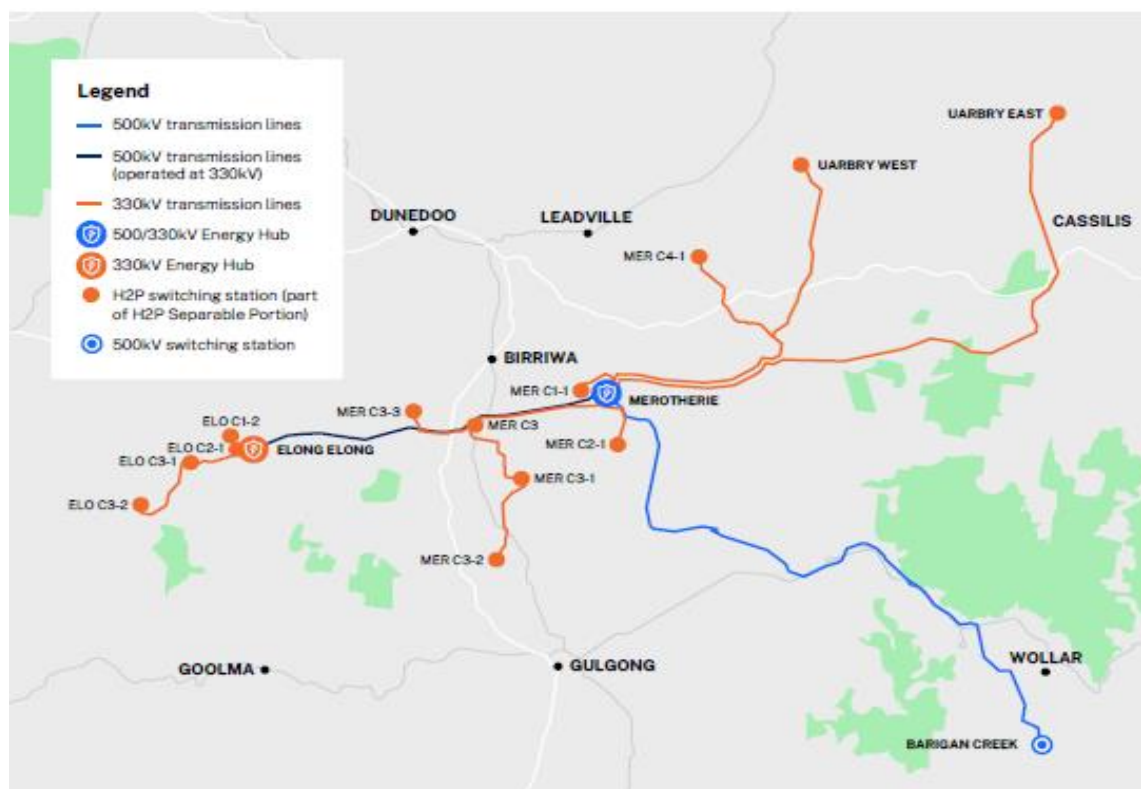 Legend
500kV transmission lines
500kV transmission lines
(operated at 330kV)
330kV transmission lines
500/330kV Energy Hub
330kV Energy Hub
H2P switching station (part
of H2P Separable Portion)
500kV switching station
UARBRY EAST
UARBRY WEST
DUNEDOO
LEADVILLE
CASSILIS
MER C4-1
BIRRIWA
MER C1-1
MEROTHERIE
MER C3-3
MER C3
ELO C1-2
ELO C2-1
ELONG ELONG
MER C2-1
ELO C3-1
MER C3-1
ELO C3-2
MER C3-2
GOOLMA
GULGONG
WOLLAR
BARIGAN CREEK